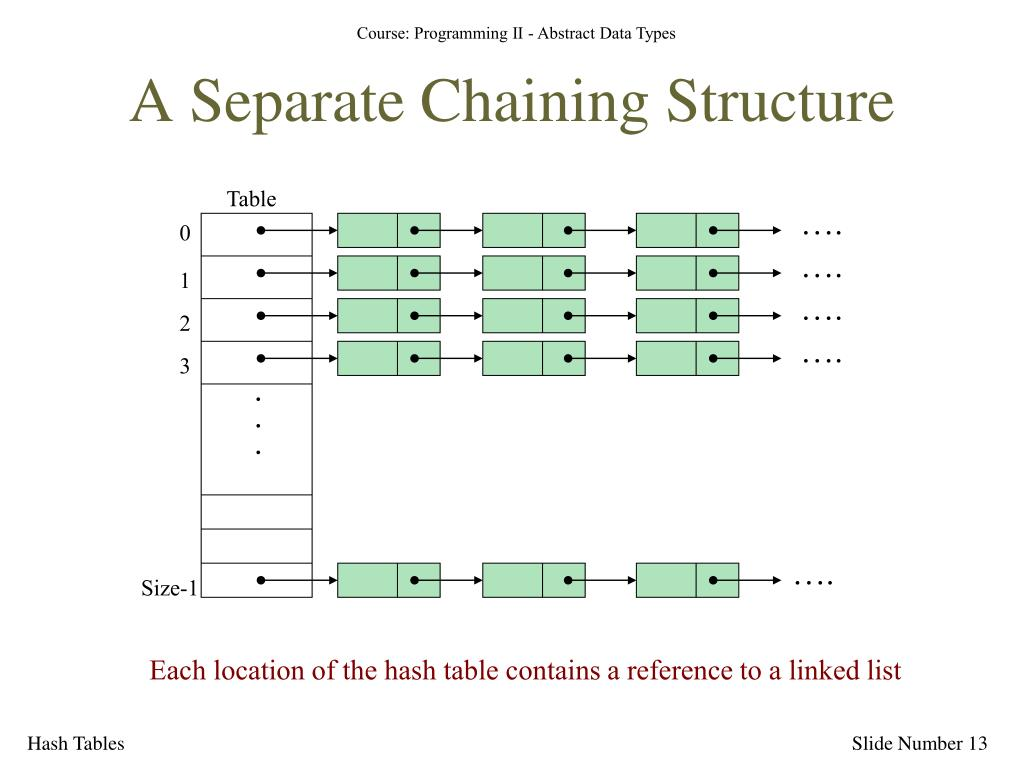 Course: Programming II - Abstract Data Types
A Separate Chaining Structure
Table
0
….
1
….
2
….
3
….
.
.
.
Size-1
….
Each location of the hash table contains a reference to a linked list
Hash Tables
Slide Number 13